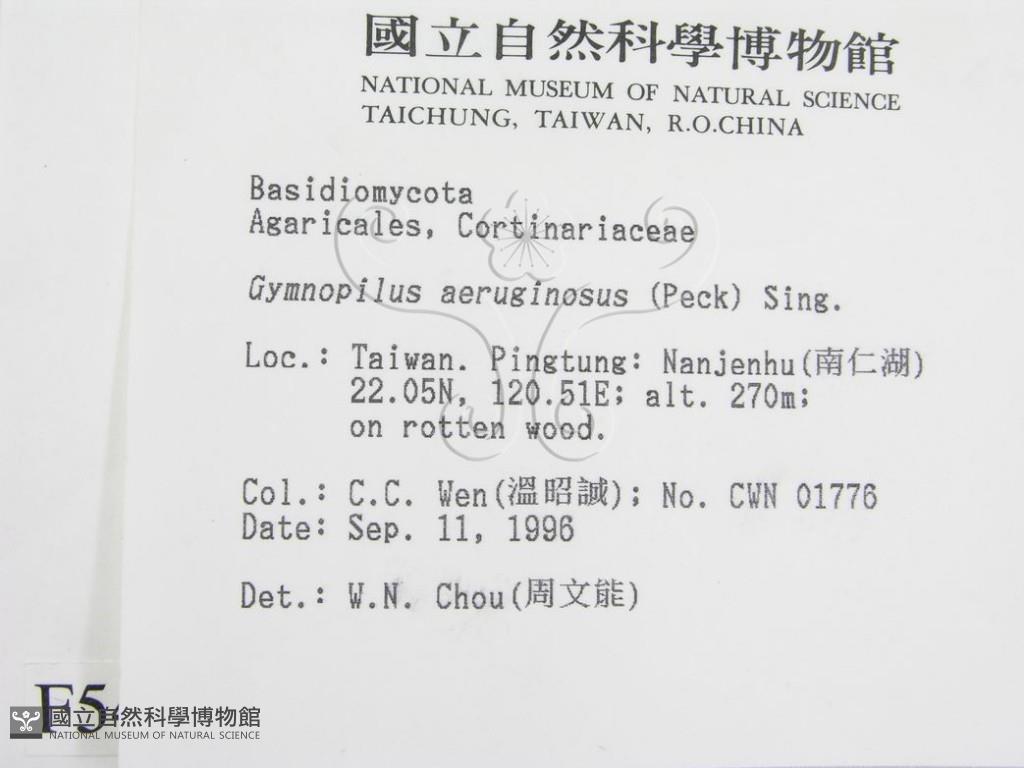 國立自然科學博物館
NATIONAL MUSEUM OF NATURAL SCIENCE
TAICHUNG, TAIWAN, R.O.CHINA
Basidiomycota
Agaricales, Cortinariaceae
Gymnopilus aeruginosus (Peck) Sing.
Loc.: Taiwan. Pingtung: Nanjenhu(南仁湖)
22.05N, 120.51E; alt. 270m;
on rotten wood.
Col.: C.C. Wen(溫昭誠); No. CWN 01776
Date: Sep. 11, 1996
Det.: W.N. Chou(周文能)
F5
國立自然科學博物館
NATIONAL MUSEUM OF NATURAL SCIENCE